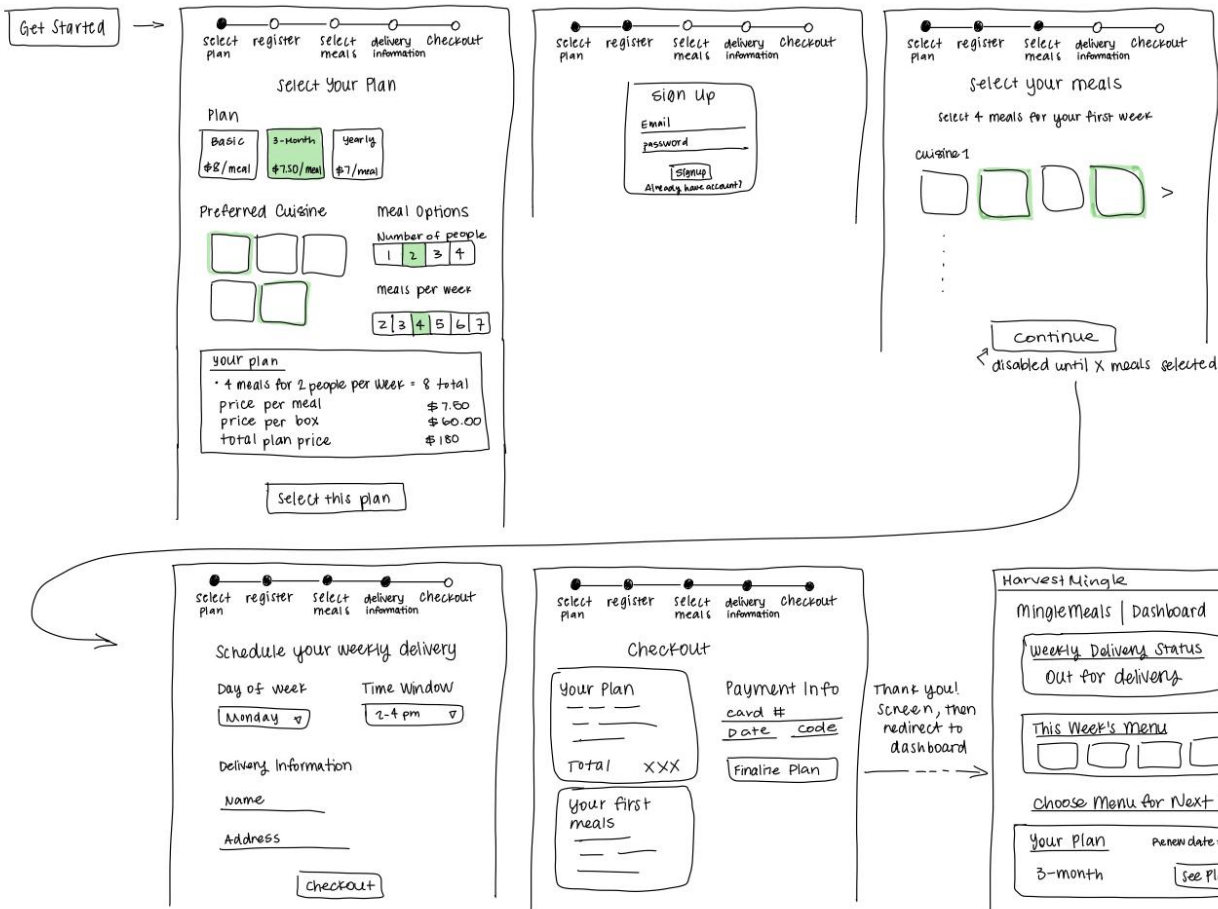 Get Started
select plan
register
select meals
delivery information
checkout
Select Your Plan
Plan
Basic
$8/meal
3-Month
$7.50/meal
Yearly
$7/meal
Preferred Cuisine
Meal Options
Number of people
1 2 3 4
meals per week
2 3 4 5 6 7
your plan
• 4 meals for 2 people per week = 8 total
price per meal $7.50
price per box $60.00
total plan price $180
Select this plan
select plan
register
select meals
delivery information
checkout
Sign Up
Email
password
Signup
Already have account?
select plan
register
select meals
delivery information
checkout
Select your meals
select 4 meals for your first week
cuisine 1
>
continue
disabled until X meals selected
select plan
register
select meals
delivery information
checkout
Schedule your weekly delivery
Day of week
Monday
Time Window
2-4 pm
Delivery Information
Name
Address
Checkout
select plan
register
select meals
delivery information
checkout
Checkout
Your Plan
Total XXX
Your first
meals
Payment Info
card #
Date code
Finalize Plan
Thank you!
Screen, then
redirect to
dashboard
Harvest Mingle
MingleMeals | Dashboard
Weekly Delivery Status
Out for delivery
This Week's Menu
Choose Menu for Next
Your Plan
Renew date
3-month
See Pl